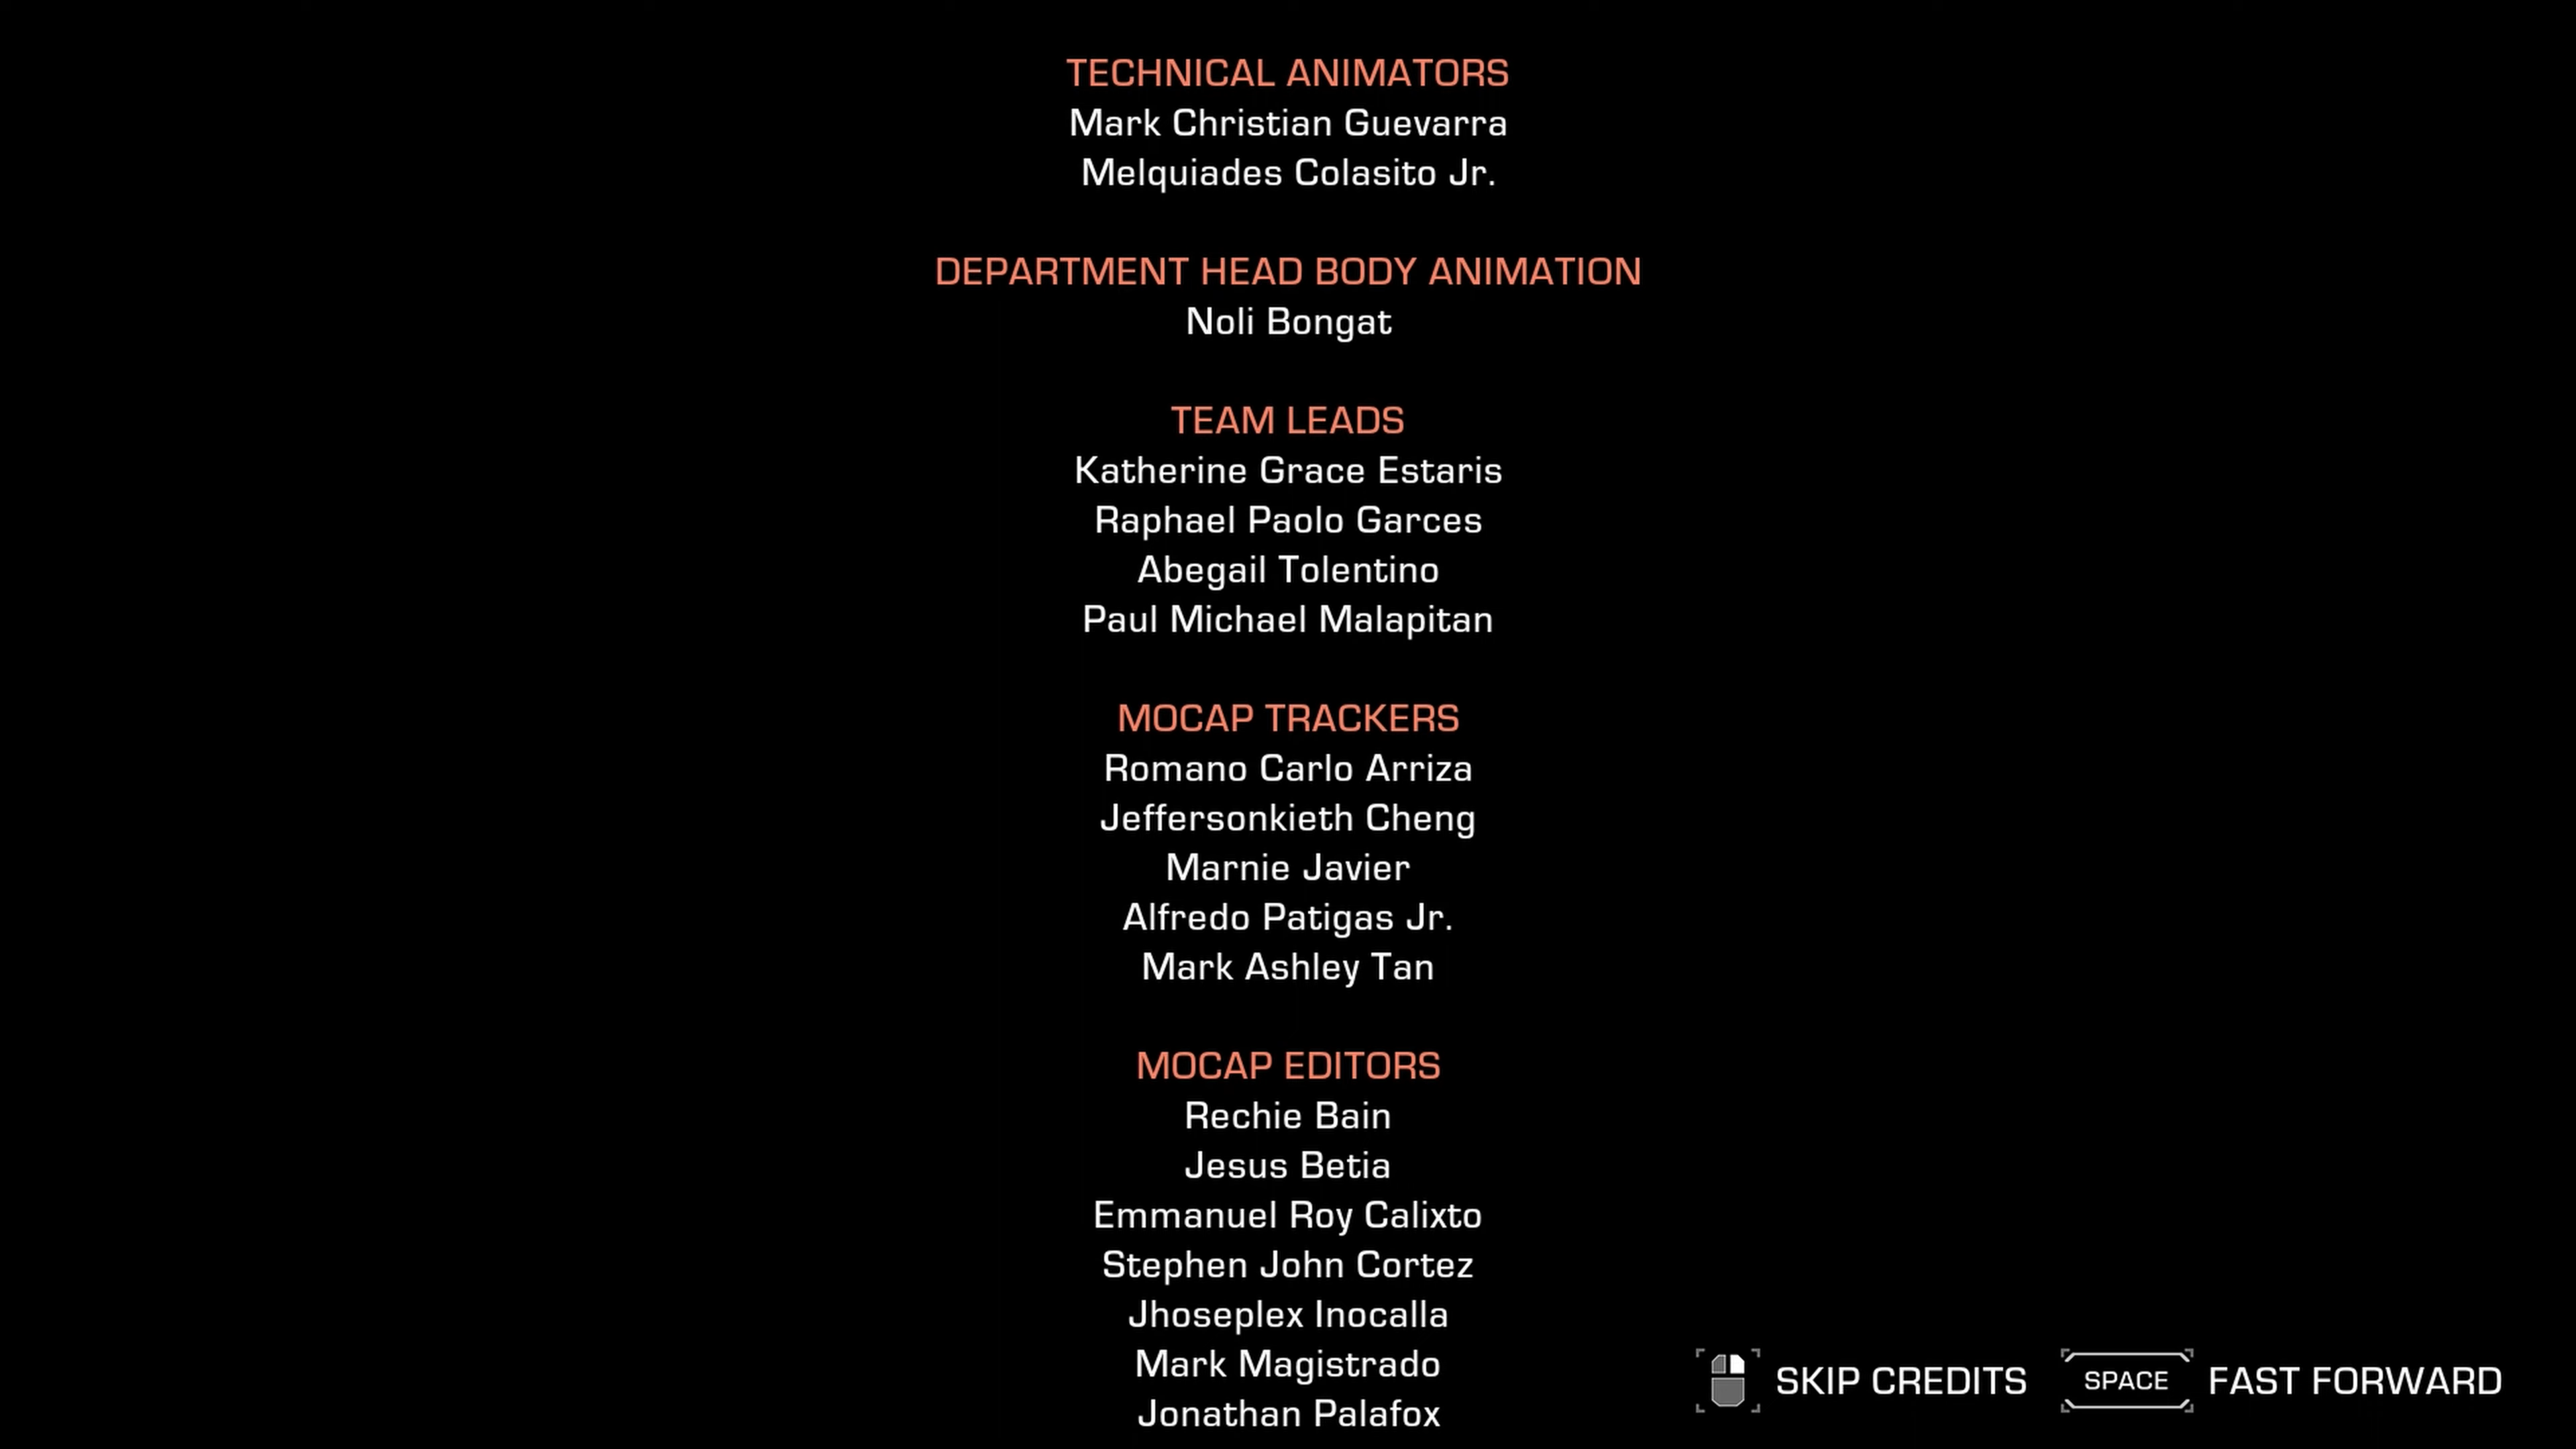 TECHNICAL ANIMATORS
Mark Christian Guevarra
Melquiades Colasito Jr.
DEPARTMENT HEAD BODY ANIMATION
Noli Bongat
TEAM LEADS
Katherine Grace Estaris
Raphael Paolo Garces
Abegail Tolentino
Paul Michael Malapitan
MOCAP TRACKERS
Romano Carlo Arriza
Jeffersonkieth Cheng
Marnie Javier
Alfredo Patigas Jr.
Mark Ashley Tan
MOCAP EDITORS
Rechie Bain
Jesus Betia
Emmanuel Roy Calixto
Stephen John Cortez
Jhoseplex Inocalla
Mark Magistrado
Jonathan Palafox
SKIP CREDITS SPACE FAST FORWARD